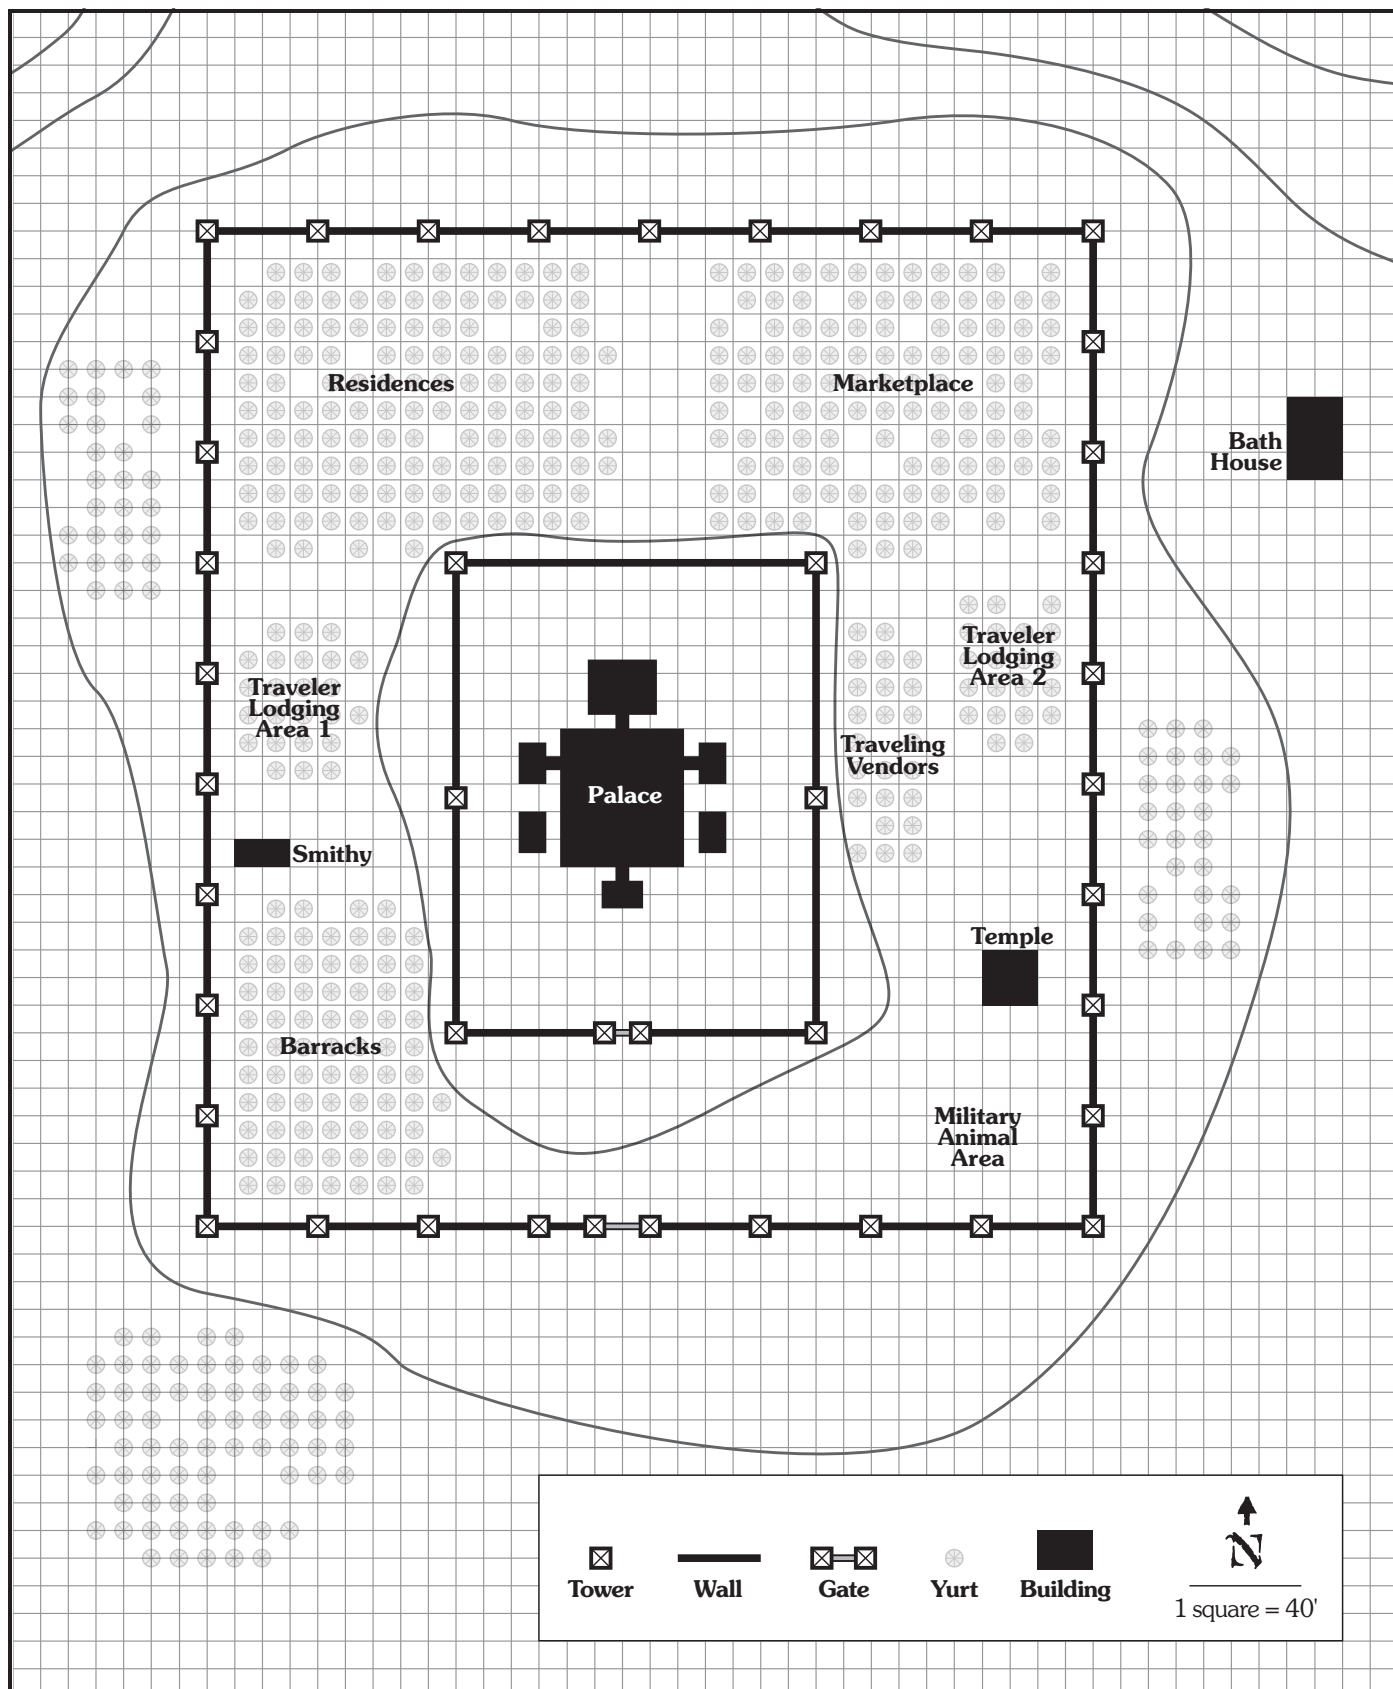 Residences
Marketplace
Bath
House
Traveler
Lodging
Area 1
Traveler
Lodging
Area 2
Traveling
Vendors
Palace
Smithy
Temple
Barracks
Military
Animal
Area
Tower
Wall
Gate
Yurt
Building
N
1 square = 40'